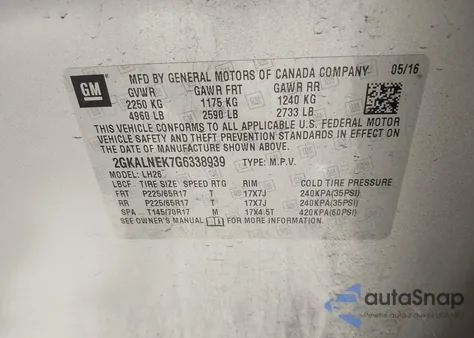 GM
MFD BY GENERAL MOTORS OF CANADA COMPANY 05/16
GVWR GAWR FRT GAWR RR
2250 KG 1175 KG 1240 KG
4960 LB 2590 LB 2733 LB
THIS VEHICLE CONFORMS TO ALL APPLICABLE U.S. FEDERAL MOTOR
VEHICLE SAFETY AND THEFT PREVENTION STANDARDS IN EFFECT ON
THE DATE OF MANUFACTURE SHOWN ABOVE.
2GKALNEK7G6338939 TYPE: M.P.V.
MODEL: LH26
LBCF TIRE SIZE SPEED RTG RIM COLD TIRE PRESSURE
FRT P225/65R17 T 17X7J 240KPA(35PSI)
RR P225/65R17 T 17X7J 240KPA(35PSI)
SPA T145/70R17 M 17X4.5T 420KPA(60PSI)
SEE OWNER'S MANUAL
autoSnap